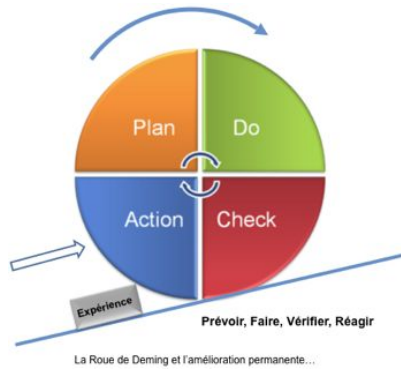 Plan
Do
Action
Check
Expérience
Prévoir, Faire, Vérifier, Réagir
La Roue de Deming et l'amélioration permanente...